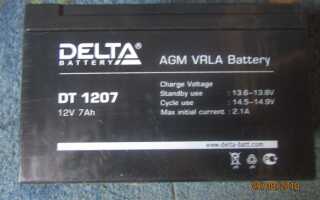 DELTA
BATTERY
AGM VRLA Battery
DT 1207
12V 7Ah
Charge Voltage
Standby use : 13.6-13.8V
Cycle use : 14.5-14.9V
Max initial current : 2.1A
www.delta-batt.com